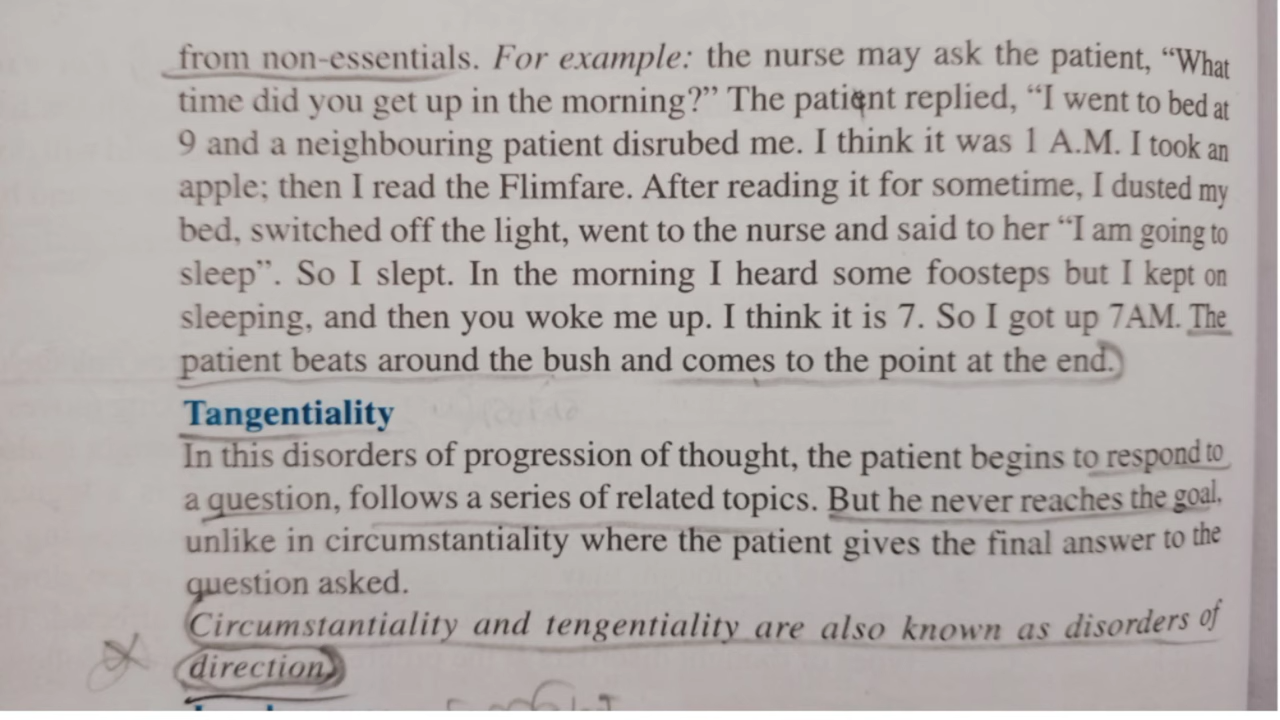 from non-essentials. For example: the nurse may ask the patient, “What
time did you get up in the morning?” The patient replied, “I went to bed at
9 and a neighbouring patient disrubed me. I think it was 1 A.M. I took an
apple; then I read the Flimfare. After reading it for sometime, I dusted my
bed, switched off the light, went to the nurse and said to her “I am going to
sleep”. So I slept. In the morning I heard some foosteps but I kept on
sleeping, and then you woke me up. I think it is 7. So I got up 7AM. The
patient beats around the bush and comes to the point at the end.
Tangentiality
In this disorders of progression of thought, the patient begins to respond to
a question, follows a series of related topics. But he never reaches the goal,
unlike in circumstantiality where the patient gives the final answer to the
question asked.
Circumstantiality and tengentiality are also known as disorders of
direction.